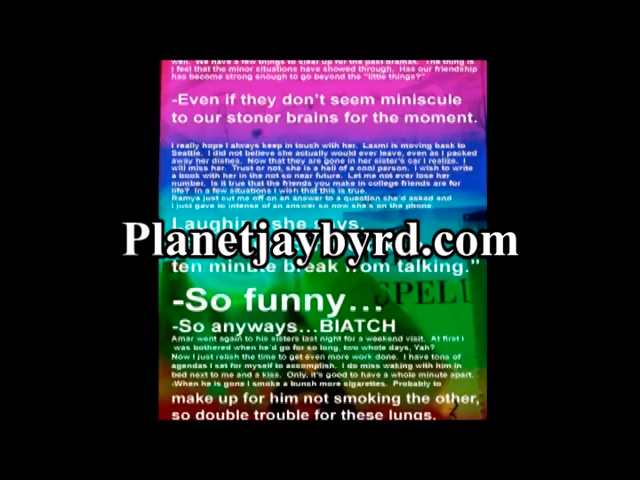 well.  We have a few things to clear up for the past dramas.  The thing is
I feel that the minor situations have showed through.  Has our friendship
has become strong enough to go beyond the "little things?"
-Even if they don't seem miniscule
to our stoner brains for the moment.
I really hope I always keep in touch with her.  Laxmi is moving back to
Seattle.  I did not believe she actually would ever leave, even as I packed
away her dishes.  Now that they are gone in her sister's car I realize, I
will miss her.  Trust or not, she is a hell of a cool person.  I wish to write
a book with her in the not so near future.  Let me not ever lose her
number.  Is it true that the friends you make in college friends are for
life?  In a few situations I wish that this is true.
Ramya just cut me off on an answer to a question she'd asked and
I just gave to intense of an answer so now she's on the phone
Laughing she says,
Planetjaybyrd.com
ten minute break from talking."
SPELL
-So funny...
-So anyways...BIATCH
Amar went again to his sisters last night for a weekend visit.  At first I
was bothered when he'd go for so long, two whole days, Yah?
Now I just relish the time to get even more work done.  I have tons of
agendas I set for myself to accomplish.  I do miss waking with him in
bed next to me and a kiss.  Only, it's good to have a whole minute apart.
-When he is gone I smoke a bunsh more cigarettes.  Probably to
make up for him not smoking the other,
so double trouble for these lungs.